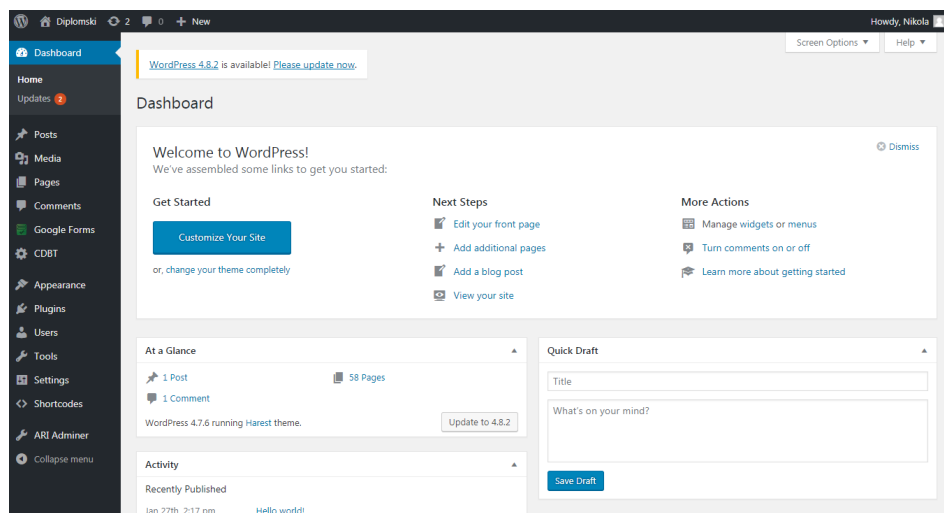 Diplomski 2 0 New Howdy, Nikola
Screen Options Help
Dashboard
Home
Updates 2
Posts
Media
Pages
Comments
Google Forms
CDBT
Appearance
Plugins
Users
Tools
Settings
Shortcodes
ARI Adminer
Collapse menu
WordPress 4.8.2 is available! Please update now.
Dashboard
Welcome to WordPress!
We've assembled some links to get you started:
Dismiss
Get Started
Customize Your Site
or, change your theme completely
Next Steps
Edit your front page
Add additional pages
Add a blog post
View your site
More Actions
Manage widgets or menus
Turn comments on or off
Learn more about getting started
At a Glance
1 Post 58 Pages
1 Comment
WordPress 4.7.6 running Harest theme. Update to 4.8.2
Activity
Recently Published
Jan 27th, 2:17 pm Hello world!
Quick Draft
Title
What's on your mind?
Save Draft